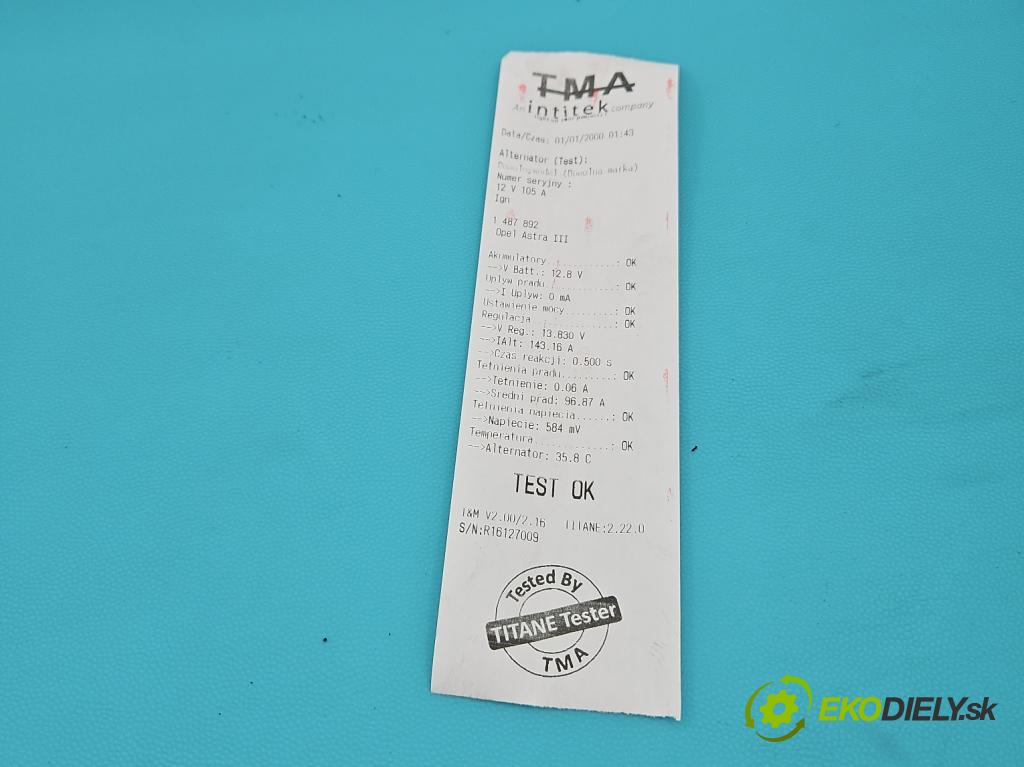 TMA
An intitek company
Data/Czas: 01/01/2000 01:43
Alternator (Test):
(Dowolna marka)
Numer seryjny :
12 V 105 A
Ign
1 487 892
Opel Astra III
Akumulatory..........: OK
-->V Batt.: 12.8 V
Uplyw pradu..........: OK
-->I Uplyw: 0 mA
Ustawienie mocy.......: OK
Regulacja............: OK
-->V Reg.: 13.830 V
-->IAlt: 143.16 A
-->Czas reakcji: 0.500 s
Tetnienia pradu.........: OK
-->Tetnienie: 0.06 A
-->Sredni prad: 96.87 A
Tetnienia napiecia......: OK
-->Napiecie: 584 mV
Temperatura...........: OK
-->Alternator: 35.8 C
TEST OK
I&M V2.00/2.16 TITANE:2.22.0
S/N:R16127009
Tested By
TITANE Tester
TMA
EKODIELY.sk